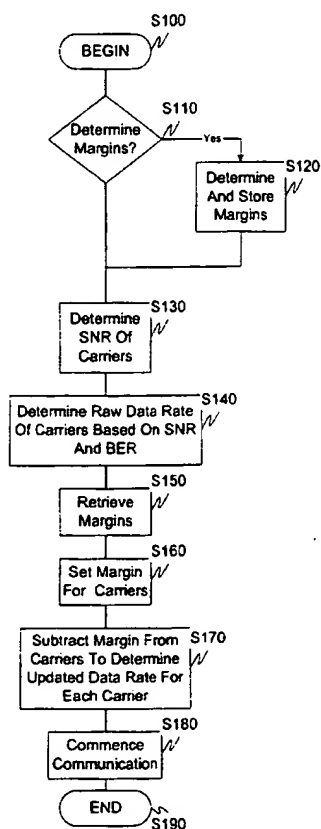 S100
BEGIN
S110
Determine
Margins?
Yes
S120
Determine
And Store
Margins
S130
Determine
SNR Of
Carriers
S140
Determine Raw Data Rate
Of Carriers Based On SNR
And BER
S150
Retrieve
Margins
S160
Set Margin
For Carriers
S170
Subtract Margin From
Carriers To Determine
Updated Data Rate For
Each Carrier
S180
Commence
Communication
END
S190